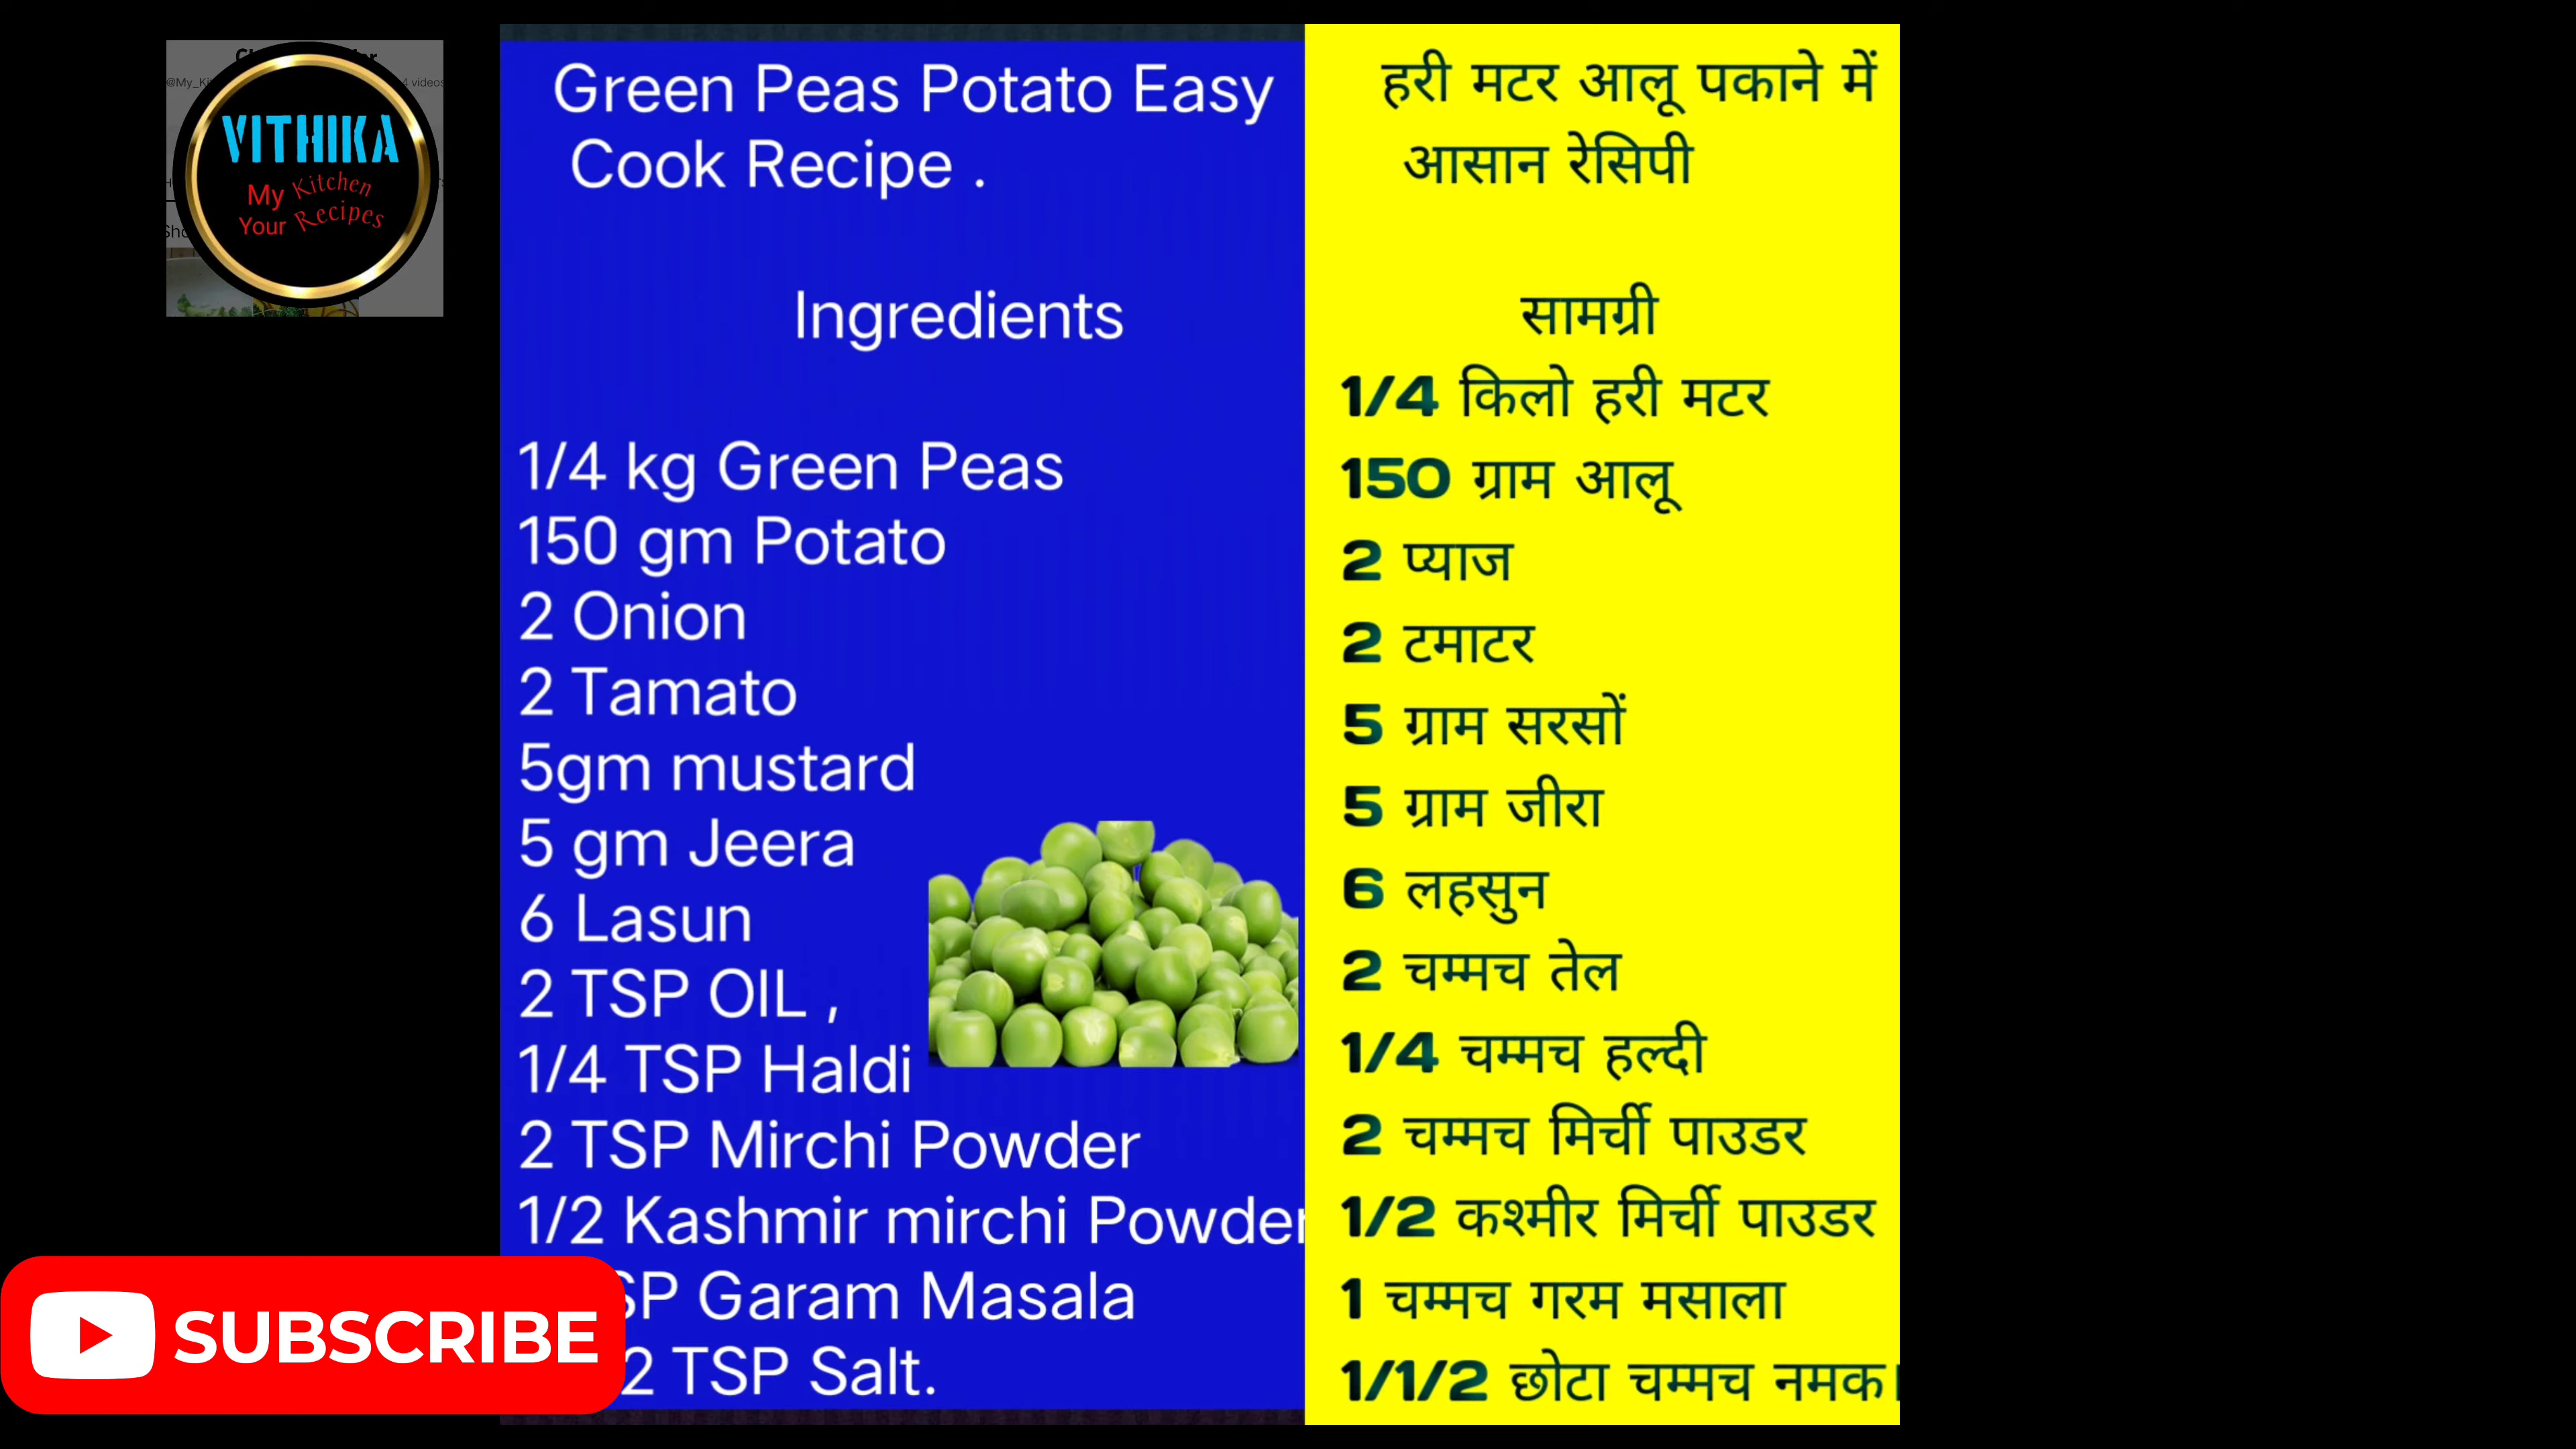 @My_Ki
4 videos
VITHIKA
My Kitchen
Your Recipes
Green Peas Potato Easy
Cook Recipe .
Ingredients
1/4 kg Green Peas
150 gm Potato
2 Onion
2 Tamato
5gm mustard
5 gm Jeera
6 Lasun
2 TSP OIL ,
1/4 TSP Haldi
2 TSP Mirchi Powder
1/2 Kashmir mirchi Powder
SP Garam Masala
2 TSP Salt.
SUBSCRIBE
हरी मटर आलू पकाने में
आसान रेसिपी
सामग्री
1/4 किलो हरी मटर
150 ग्राम आलू
2 प्याज
2 टमाटर
5 ग्राम सरसों
5 ग्राम जीरा
6 लहसुन
2 चम्मच तेल
1/4 चम्मच हल्दी
2 चम्मच मिर्ची पाउडर
1/2 कश्मीर मिर्ची पाउडर
1 चम्मच गरम मसाला
1/1/2 छोटा चम्मच नमक।